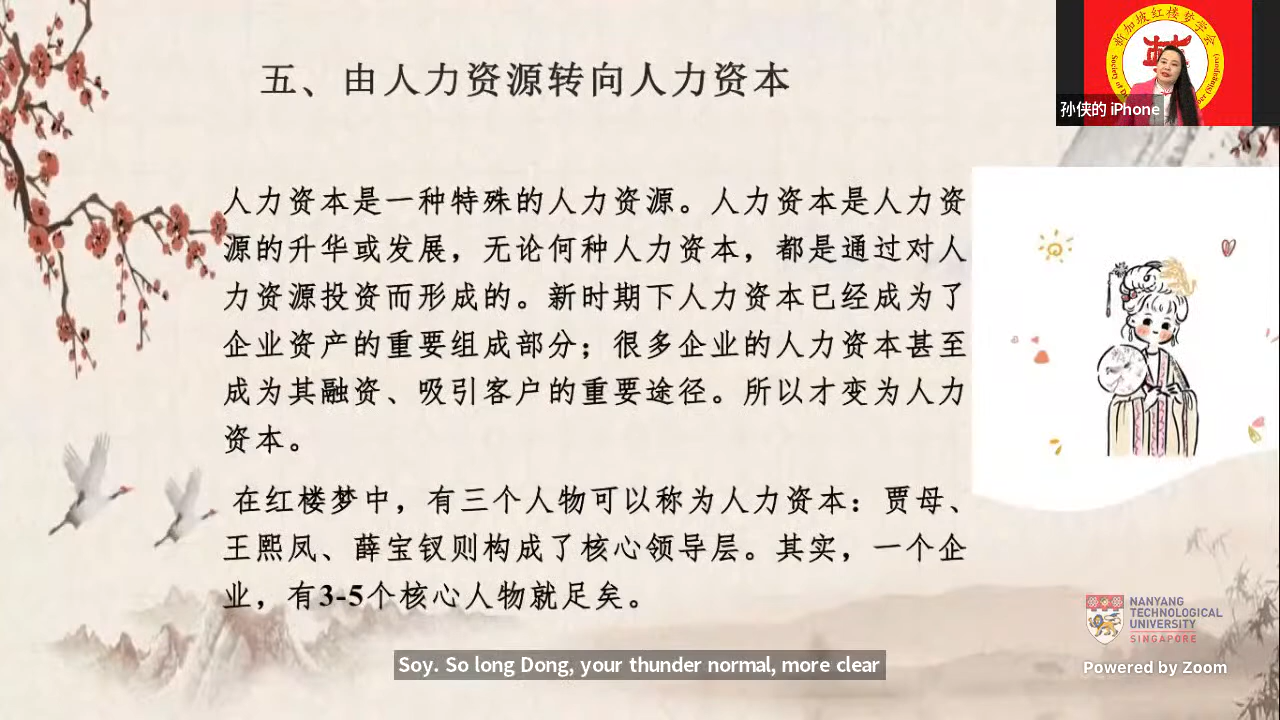 五、由人力资源转向人力资本
新加坡红楼梦学会
孙侠的 iPhone
人力资本是一种特殊的人力资源。人力资本是人力资
源的升华或发展，无论何种人力资本，都是通过对人
力资源投资而形成的。新时期下人力资本已经成为了
企业资产的重要组成部分；很多企业的人力资本甚至
成为其融资、吸引客户的重要途径。所以才变为人力
资本。
在红楼梦中，有三个人物可以称为人力资本：贾母、
王熙凤、薛宝钗则构成了核心领导层。其实，一个企
业，有3-5个核心人物就足矣。
NANYANG
TECHNOLOGICAL
UNIVERSITY
SINGAPORE
Soy. So long Dong, your thunder normal, more clear
Powered by Zoom